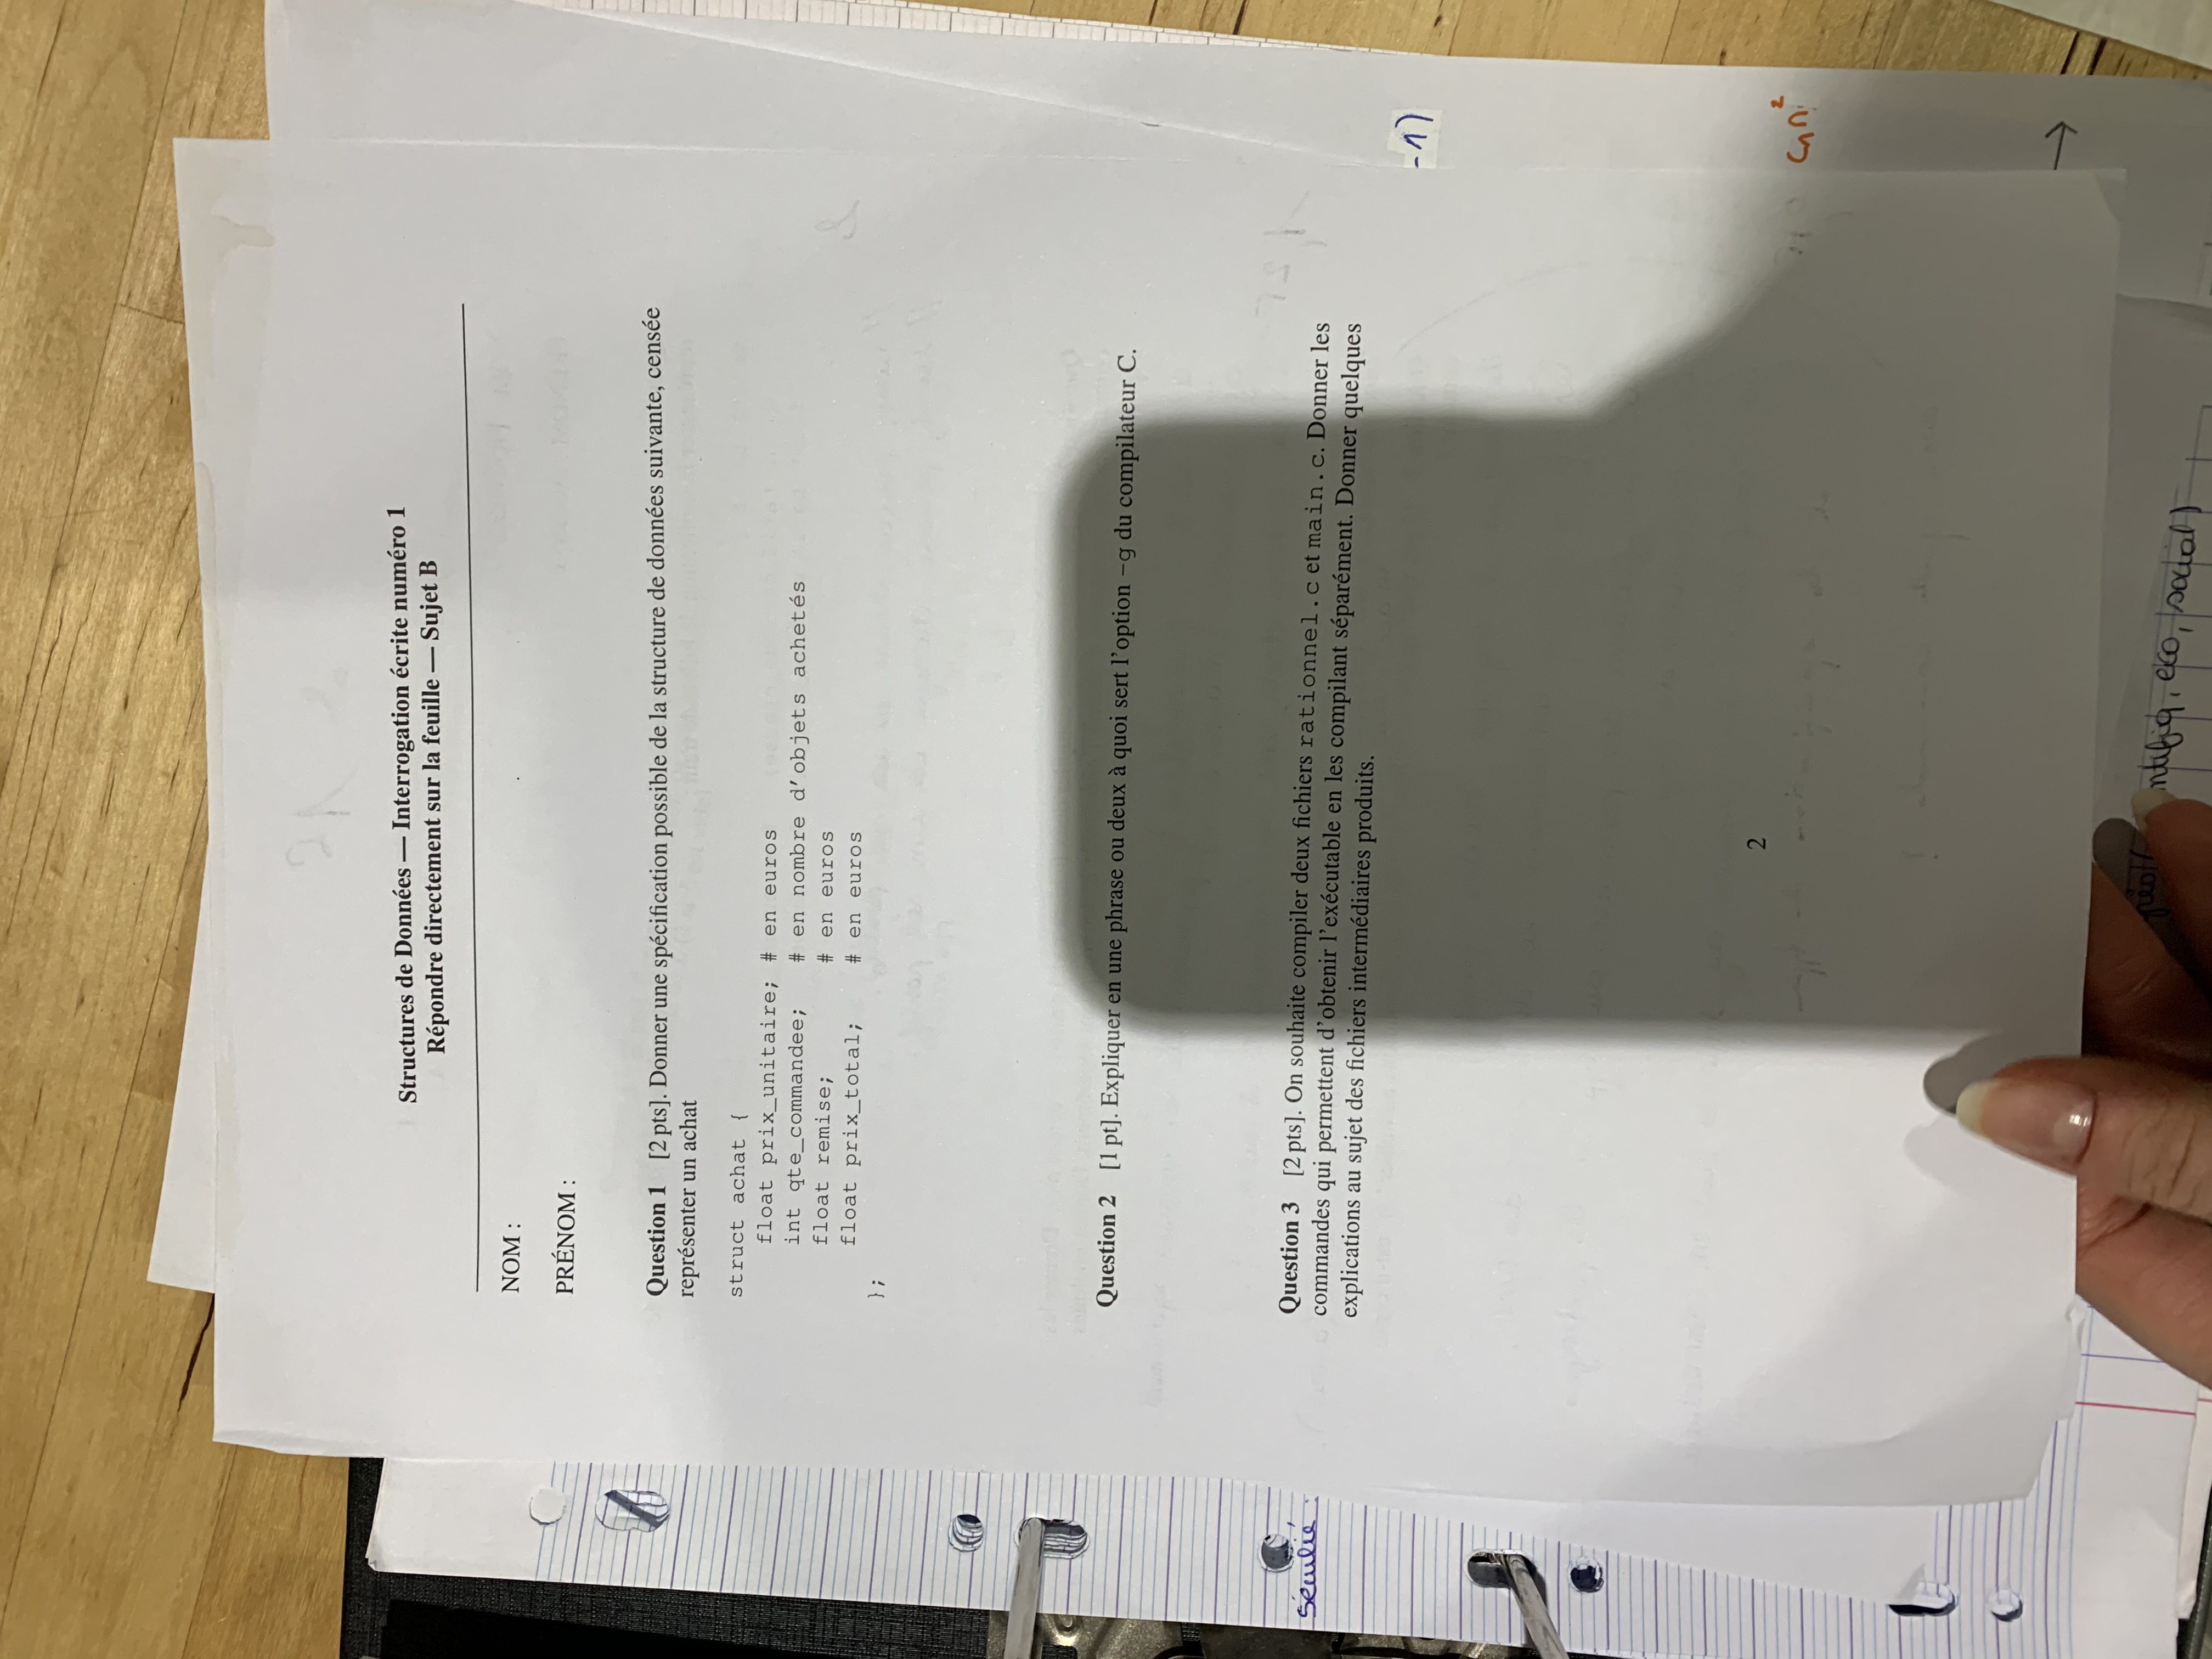 Structures de Données — Interrogation écrite numéro 1
Répondre directement sur la feuille — Sujet B
NOM :
PRÉNOM :
Question 1 [2 pts]. Donner une spécification possible de la structure de données suivante, censée
représenter un achat
struct achat {
float prix_unitaire; # en euros
int qte_commandee; # en nombre d'objets achetés
float remise; # en euros
float prix_total; # en euros
};
Question 2 [1 pt]. Expliquer en une phrase ou deux à quoi sert l'option -g du compilateur C.
Question 3 [2 pts]. On souhaite compiler deux fichiers rationnel.c et main.c. Donner les
commandes qui permettent d'obtenir l'exécutable en les compilant séparément. Donner quelques
explications au sujet des fichiers intermédiaires produits.
-1)
2
eco, social)